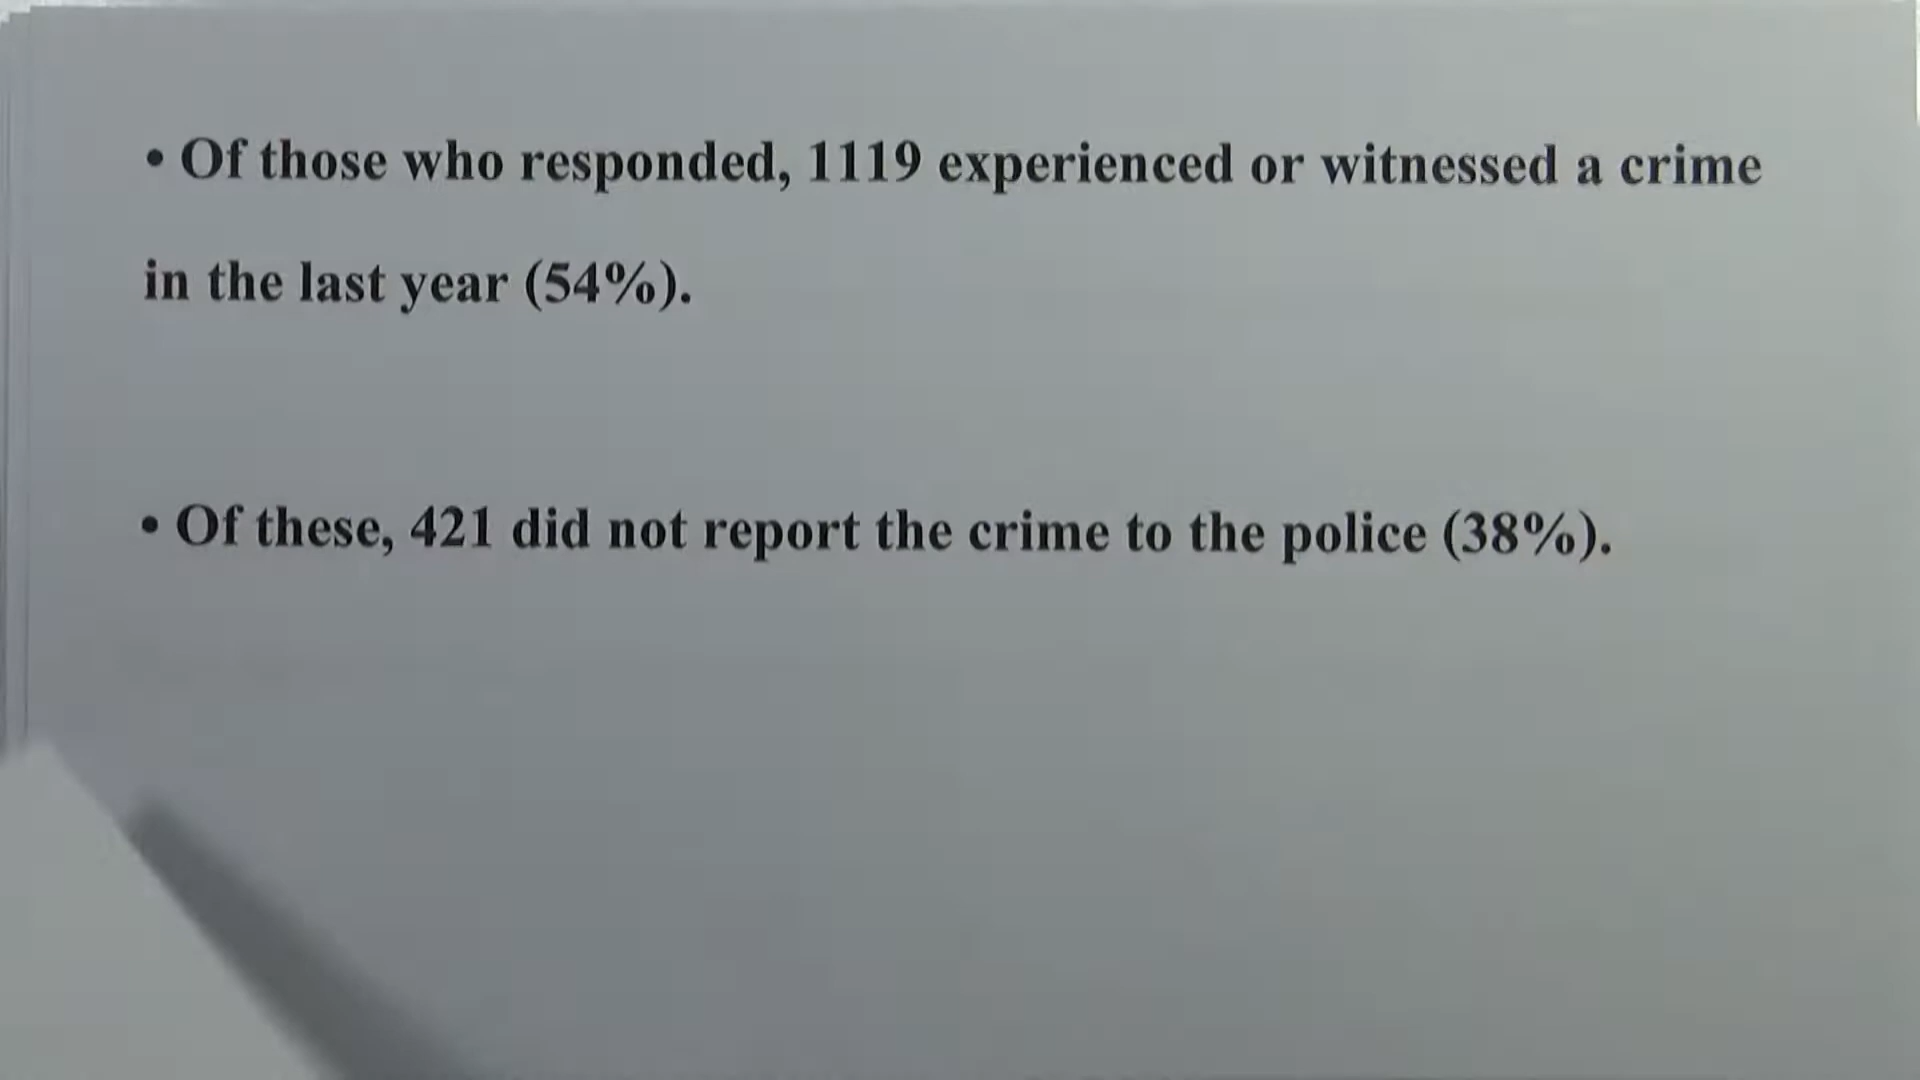 • Of those who responded, 1119 experienced or witnessed a crime
in the last year (54%).
• Of these, 421 did not report the crime to the police (38%).